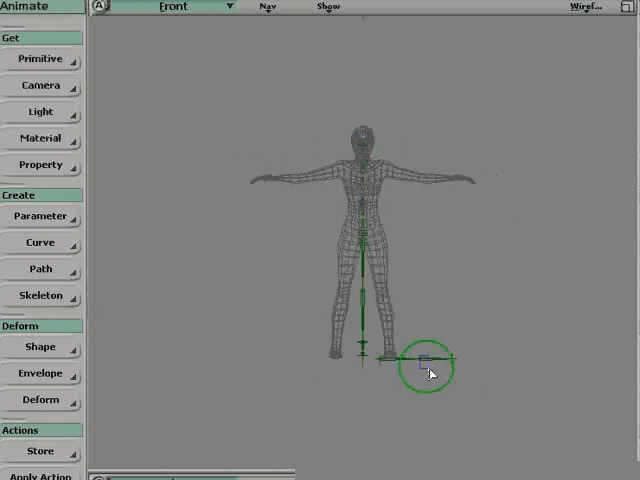 Animate
A Front Nav Show Wiref...
Get
Primitive
Camera
Light
Material
Property
Create
Parameter
Curve
Path
Skeleton
Deform
Shape
Envelope
Deform
Actions
Store
Apply Action